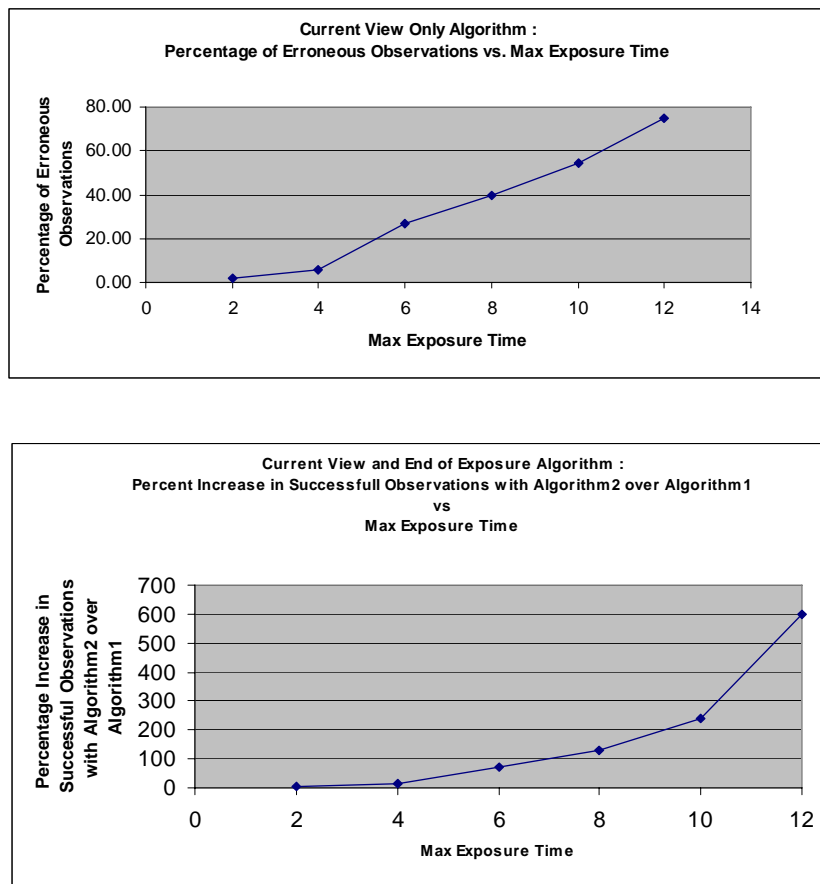 Current View Only Algorithm :
Percentage of Erroneous Observations vs. Max Exposure Time
Percentage of Erroneous
Observations
80.00
60.00
40.00
20.00
0.00
0 2 4 6 8 10 12 14
Max Exposure Time
Current View and End of Exposure Algorithm :
Percent Increase in Successfull Observations with Algorithm2 over Algorithm1
vs
Max Exposure Time
Percentage Increase in
Successful Observations
with Algorithm2 over
Algorithm1
700
600
500
400
300
200
100
0
0 2 4 6 8 10 12
Max Exposure Time